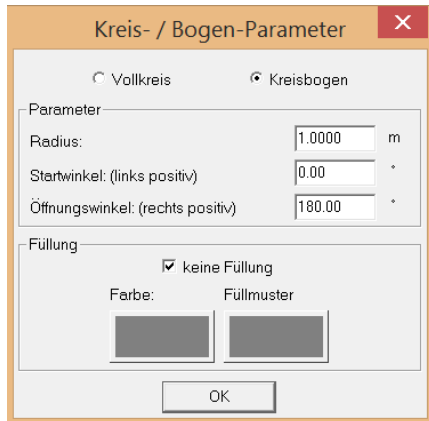 Kreis- / Bogen-Parameter
Vollkreis Kreisbogen
Parameter
Radius: 1.0000 m
Startwinkel: (links positiv) 0.00 °
Öffnungswinkel: (rechts positiv) 180.00 °
Füllung
keine Füllung
Farbe: Füllmuster
OK